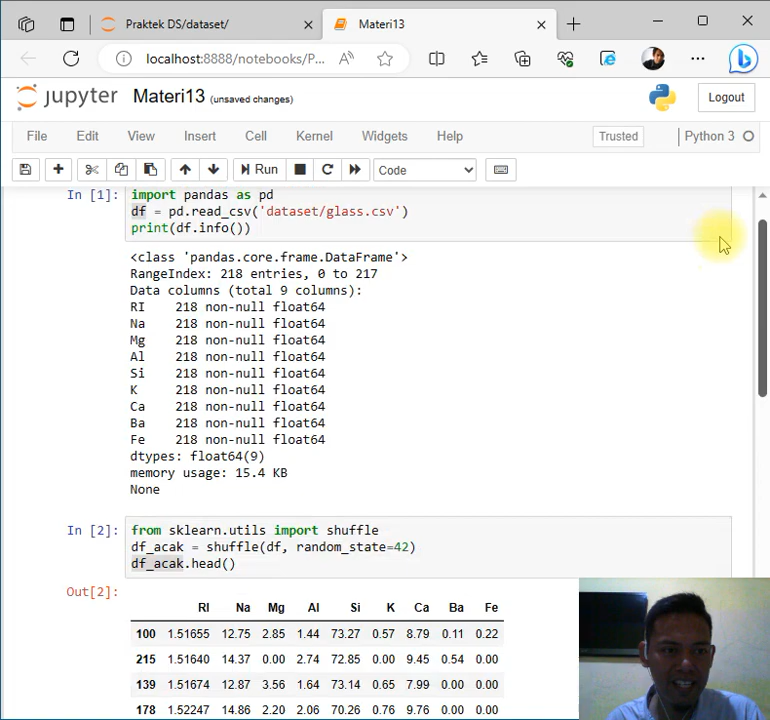 Praktek DS/dataset/
Materi13
localhost:8888/notebooks/P...
jupyter Materi13 (unsaved changes)
Logout
File Edit View Insert Cell Kernel Widgets Help
Trusted
Python 3
Run
Code
In [1]: import pandas as pd
df = pd.read_csv('dataset/glass.csv')
print(df.info())
<class 'pandas.core.frame.DataFrame'>
RangeIndex: 218 entries, 0 to 217
Data columns (total 9 columns):
RI 218 non-null float64
Na 218 non-null float64
Mg 218 non-null float64
Al 218 non-null float64
Si 218 non-null float64
K 218 non-null float64
Ca 218 non-null float64
Ba 218 non-null float64
Fe 218 non-null float64
dtypes: float64(9)
memory usage: 15.4 KB
None
In [2]: from sklearn.utils import shuffle
df_acak = shuffle(df, random_state=42)
df_acak.head()
Out[2]:
RI Na Mg Al Si K Ca Ba Fe
100 1.51655 12.75 2.85 1.44 73.27 0.57 8.79 0.11 0.22
215 1.51640 14.37 0.00 2.74 72.85 0.00 9.45 0.54 0.00
139 1.51674 12.87 3.56 1.64 73.14 0.65 7.99 0.00 0.00
178 1.52247 14.86 2.20 2.06 70.26 0.76 9.76 0.00 0.00